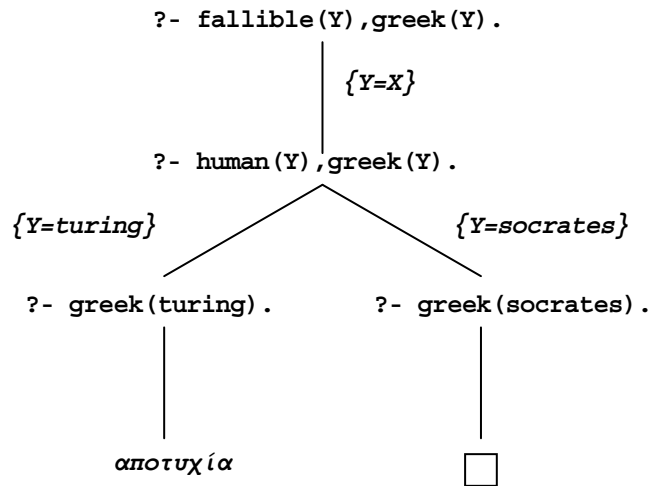 ?- fallible(Y),greek(Y).
{Y=X}
?- human(Y),greek(Y).
{Y=turing} {Y=socrates}
?- greek(turing). ?- greek(socrates).
αποτυχία